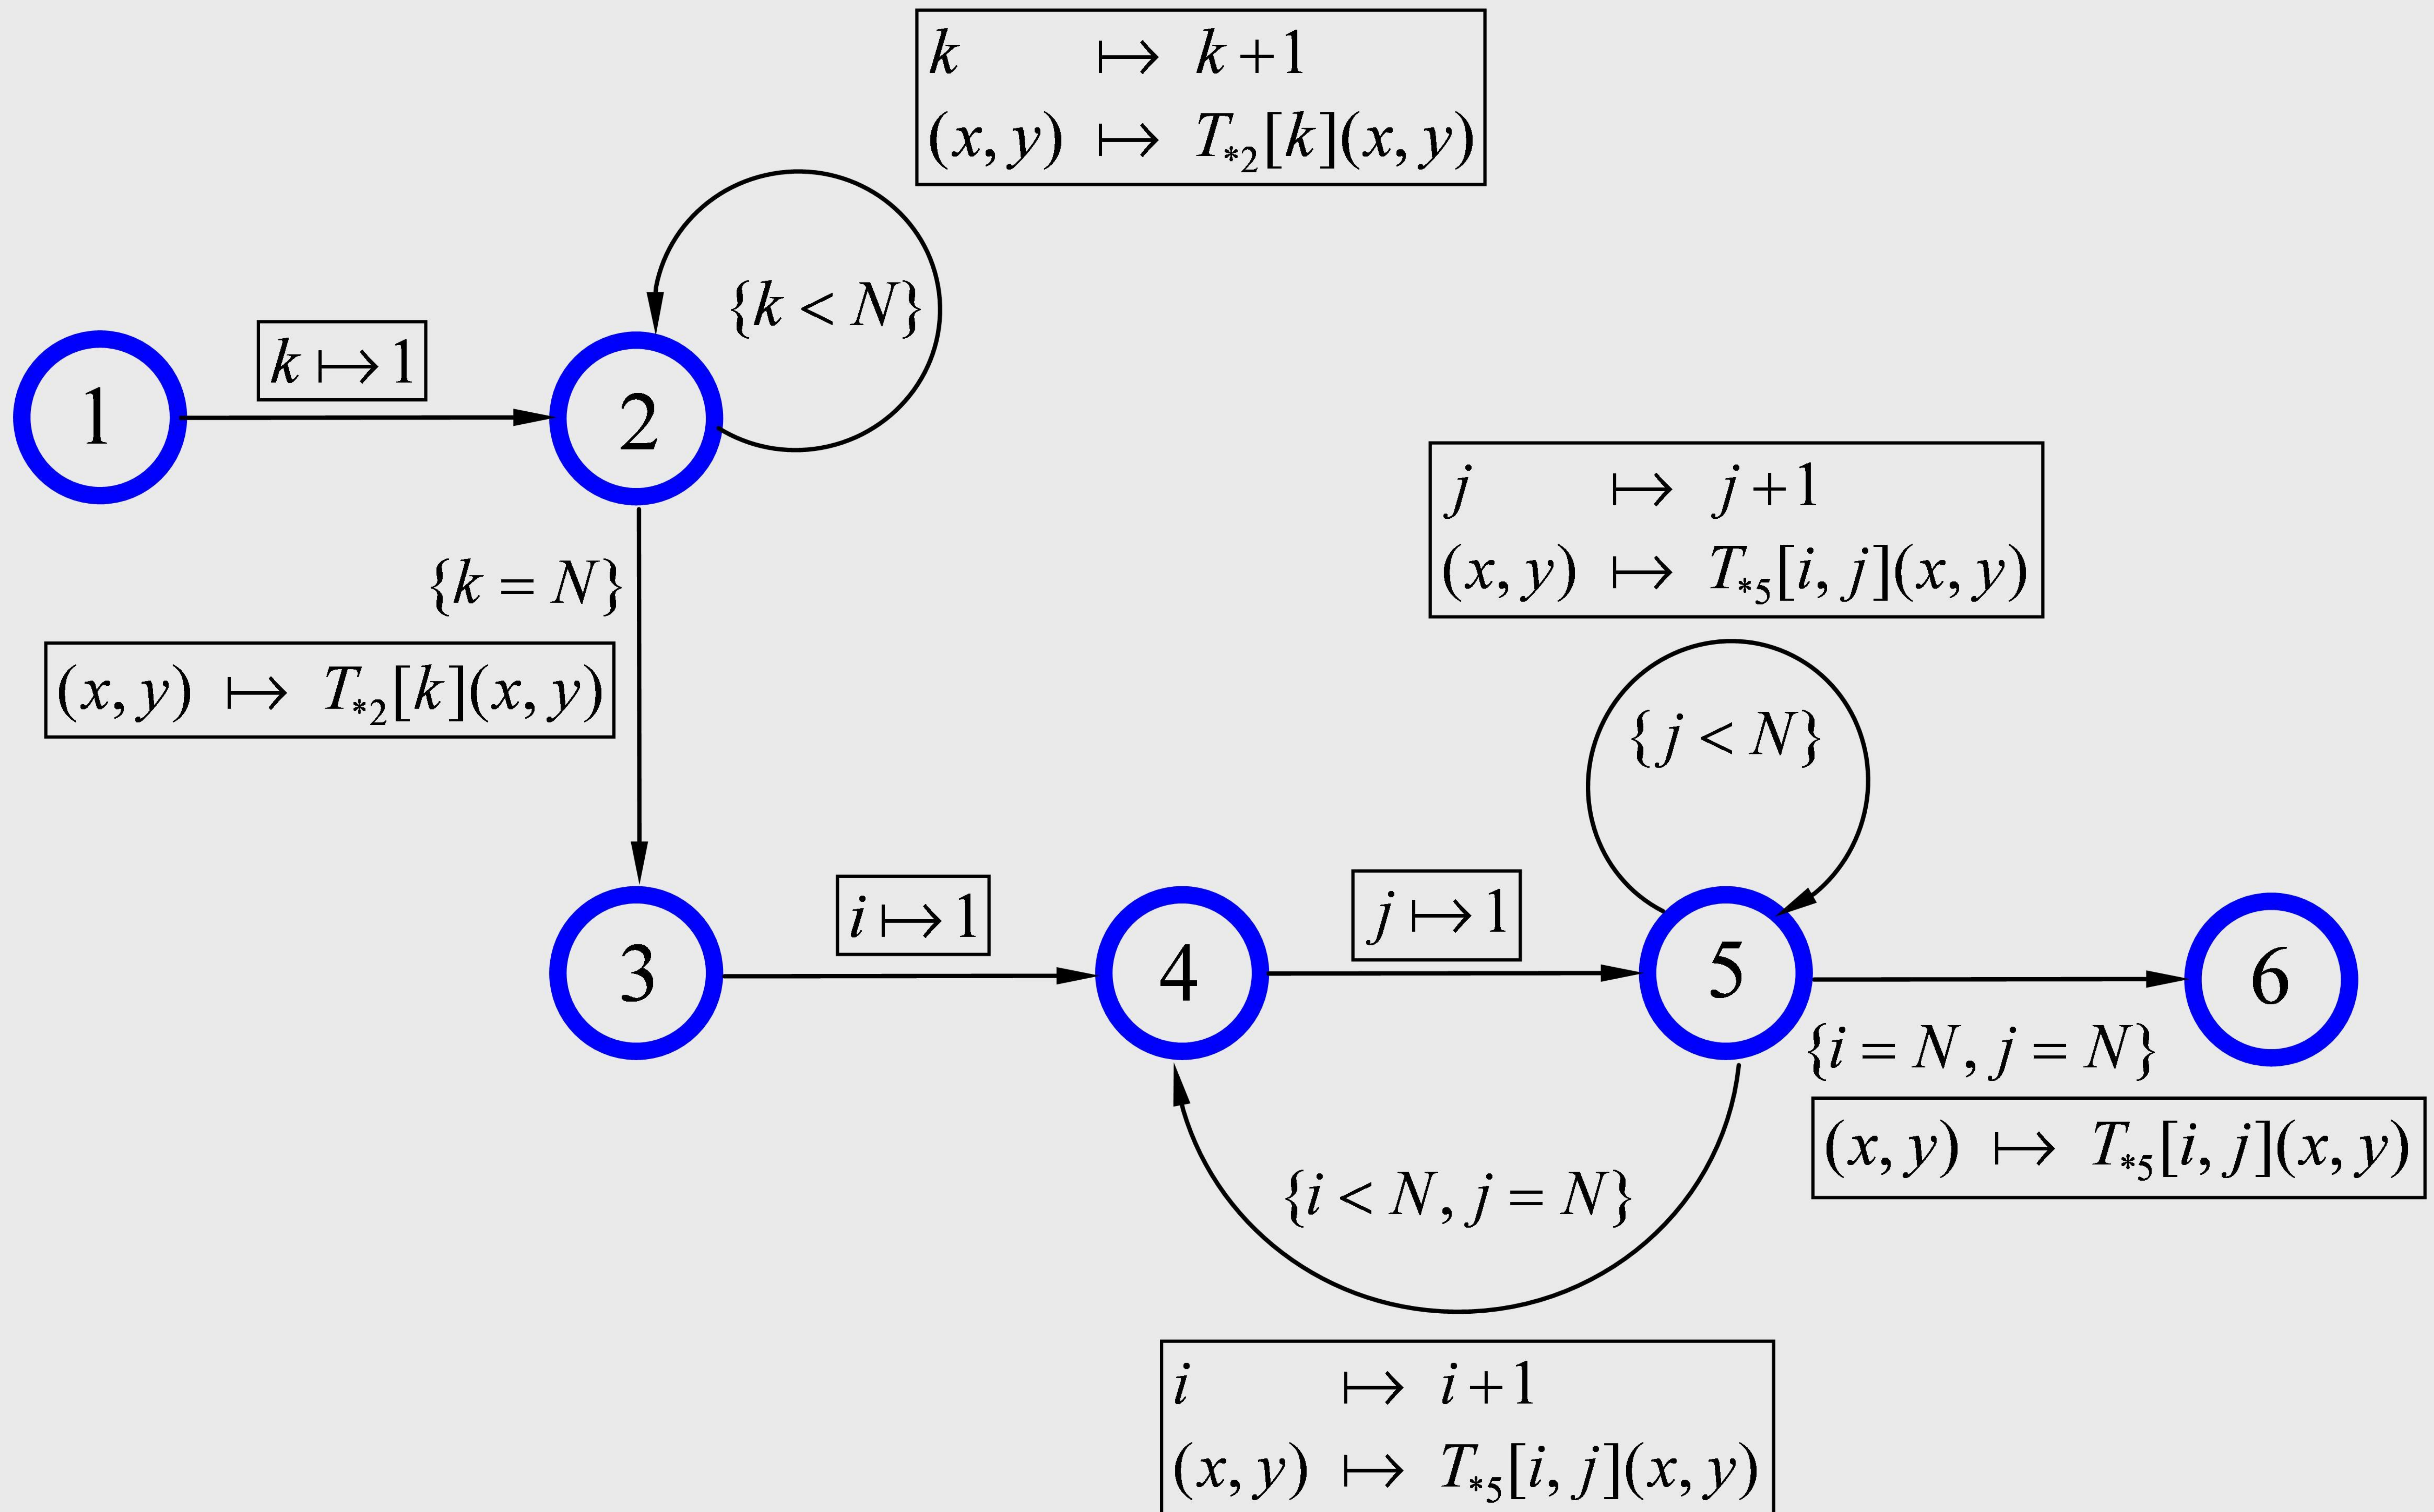 k ↦ k+1
(x, y) ↦ T∗2[k](x, y)
{k < N}
k ↦ 1
1
2
{k = N}
(x, y) ↦ T∗2[k](x, y)
j ↦ j+1
(x, y) ↦ T∗5[i, j](x, y)
{j < N}
i ↦ 1
j ↦ 1
3
4
5
6
{i = N, j = N}
(x, y) ↦ T∗5[i, j](x, y)
{i < N, j = N}
i ↦ i+1
(x, y) ↦ T∗5[i, j](x, y)